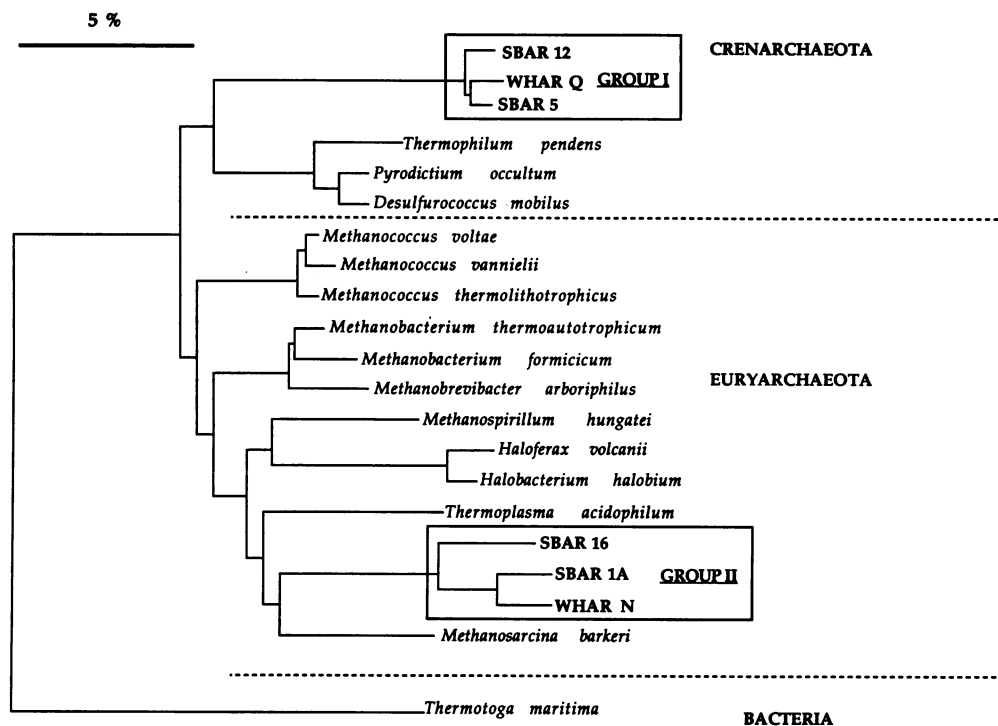 5 %
SBAR 12
CRENARCHAEOTA
WHAR Q GROUP I
SBAR 5
Thermophilum pendens
Pyrodictium occultum
Desulfurococcus mobilus
Methanococcus voltae
Methanococcus vannielii
Methanococcus thermolithotrophicus
Methanobacterium thermoautotrophicum
Methanobacterium formicicum
EURYARCHAEOTA
Methanobrevibacter arboriphilus
Methanospirillum hungatei
Haloferax volcanii
Halobacterium halobium
Thermoplasma acidophilum
SBAR 16
SBAR 1A GROUP II
WHAR N
Methanosarcina barkeri
Thermotoga maritima
BACTERIA